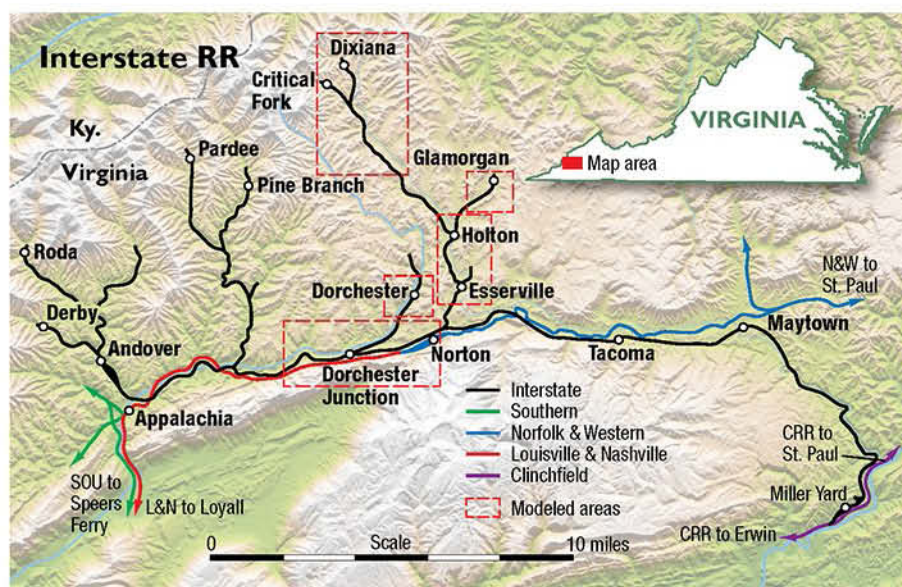 Interstate RR
Dixiana
Critical
Fork
Ky.
Virginia
Pardee
Pine Branch
Glamorgan
VIRGINIA
Map area
Roda
Holton
Derby
Dorchester
Esserville
N&W to
St. Paul
Andover
Norton
Tacoma
Maytown
Dorchester
Junction
Appalachia
Interstate
Southern
Norfolk & Western
Louisville & Nashville
Clinchfield
Modeled areas
CRR to
St. Paul
SOU to
Speers
Ferry
L&N to Loyall
Miller Yard
CRR to Erwin
0 Scale 10 miles